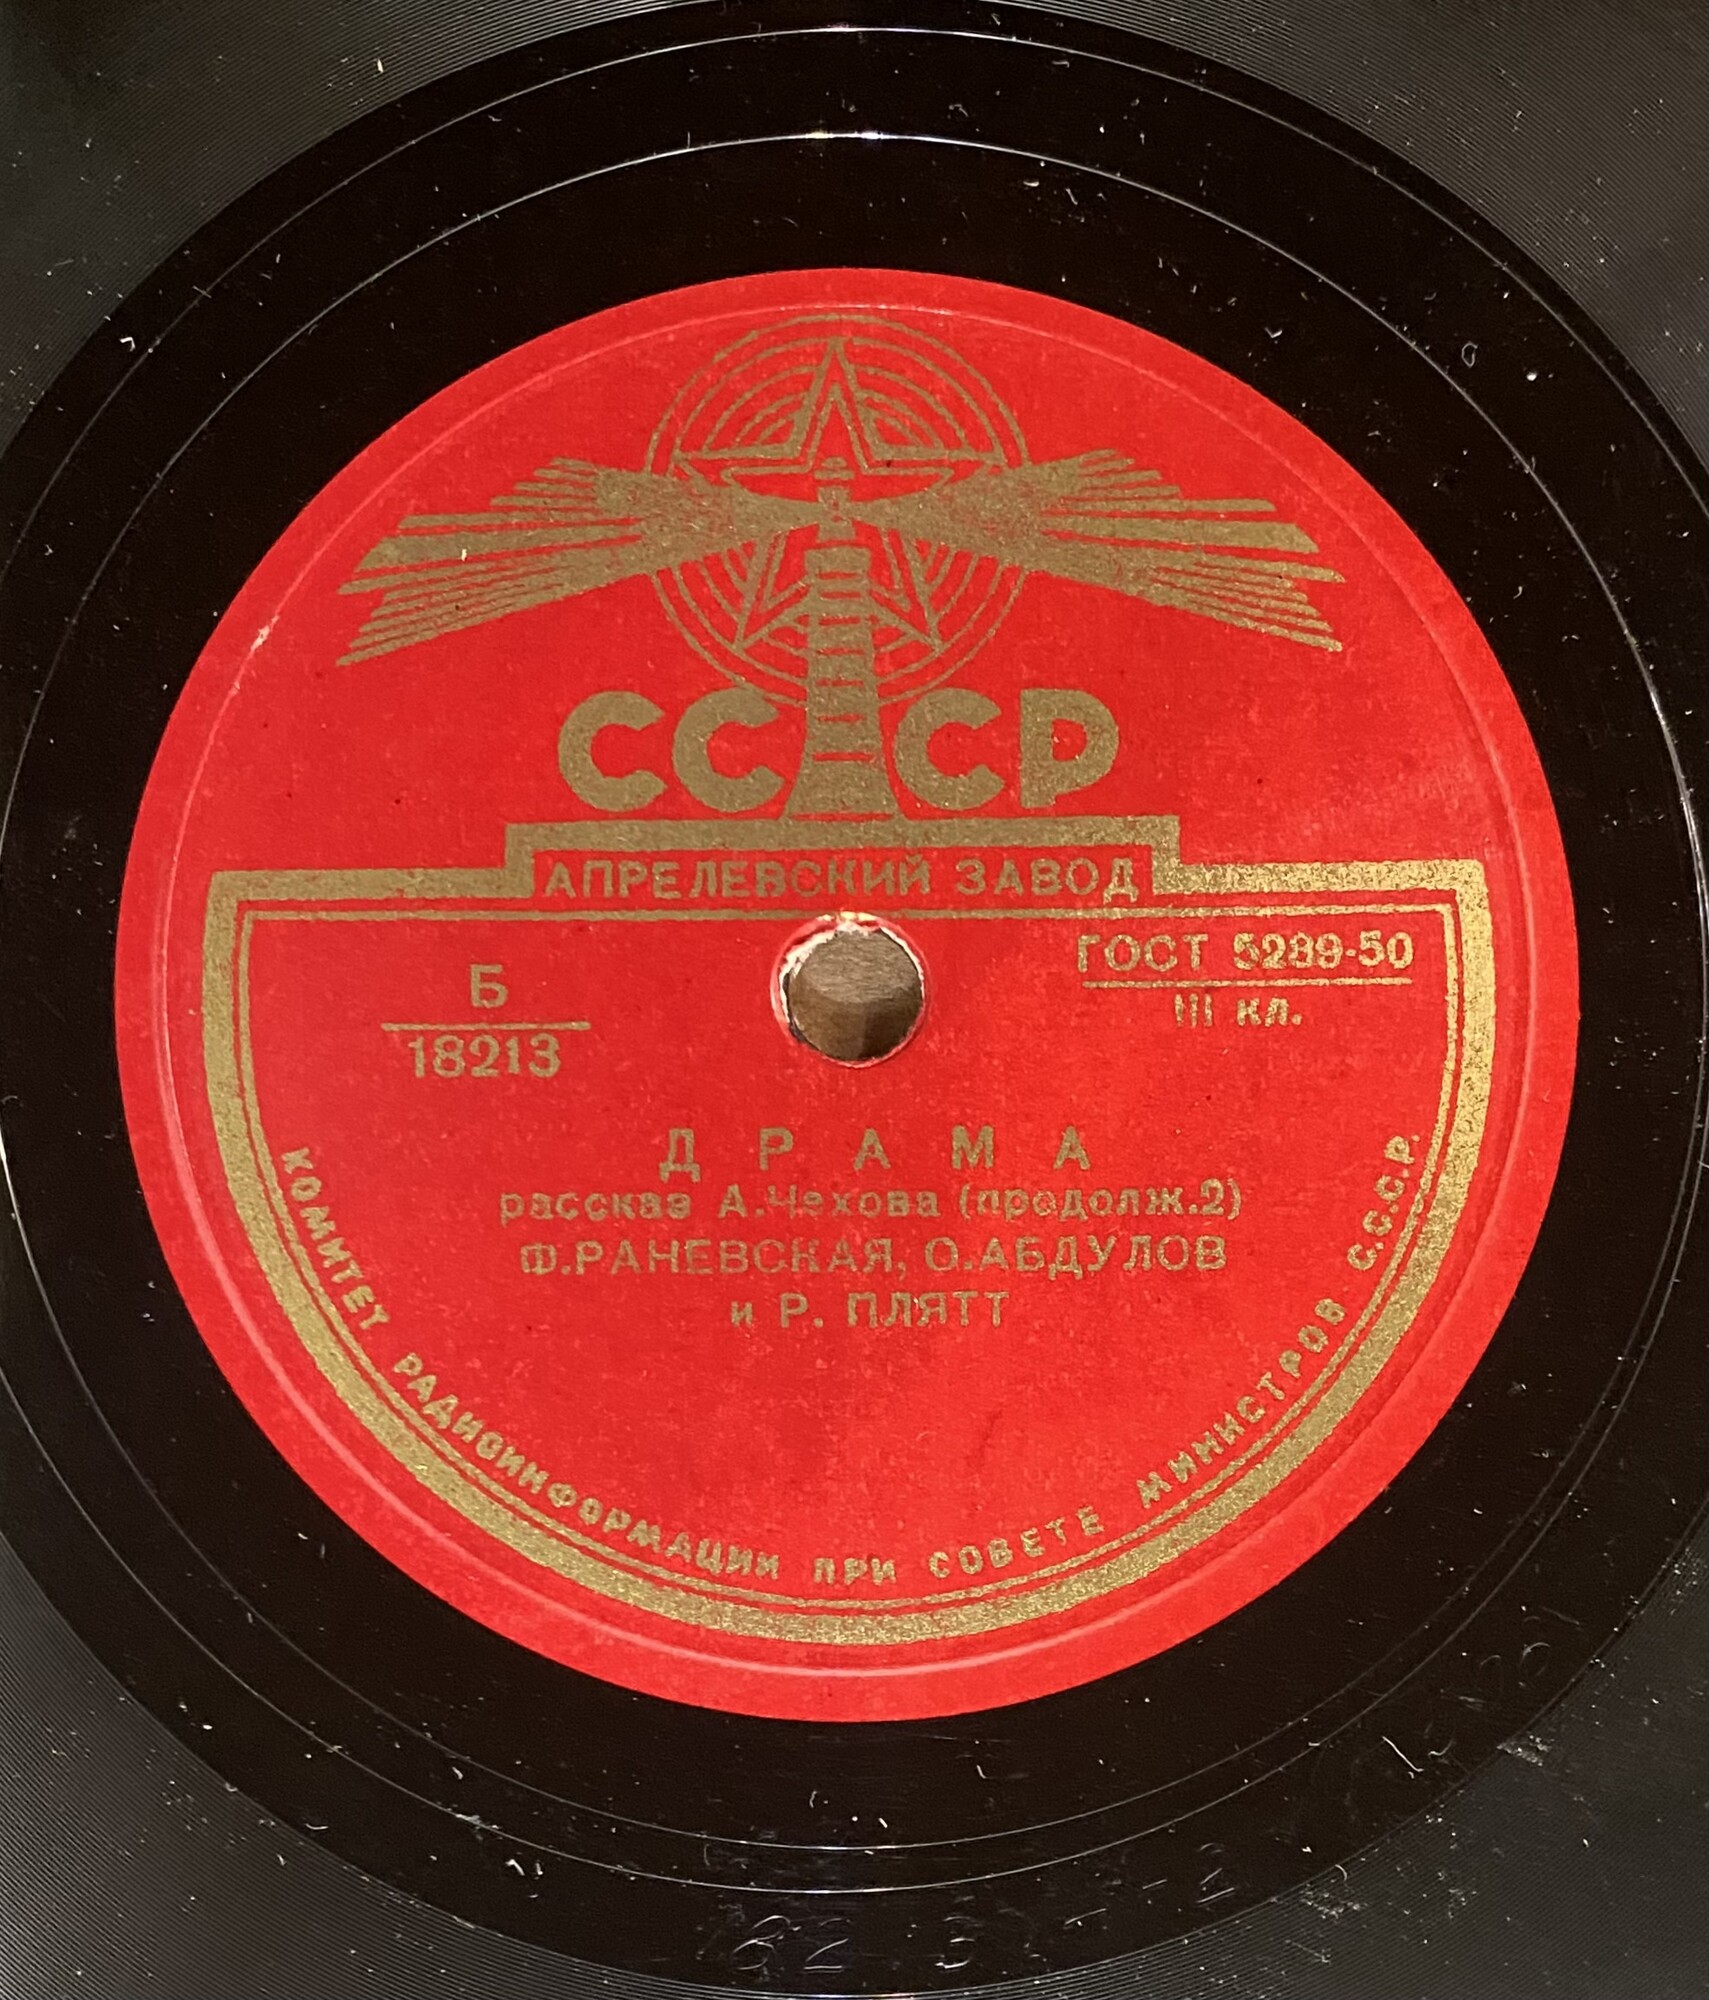 СССР
АПРЕЛЕВСКИЙ ЗАВОД
ГОСТ 5289-50
III кл.
Б
18213
ДРАМА
рассказ А.Чехова (продолж.2)
Ф.РАНЕВСКАЯ, О.АБДУЛОВ
и Р. ПЛЯТТ
КОМИТЕТ РАДИОИНФОРМАЦИИ ПРИ СОВЕТЕ МИНИСТРОВ С.С.С.Р.